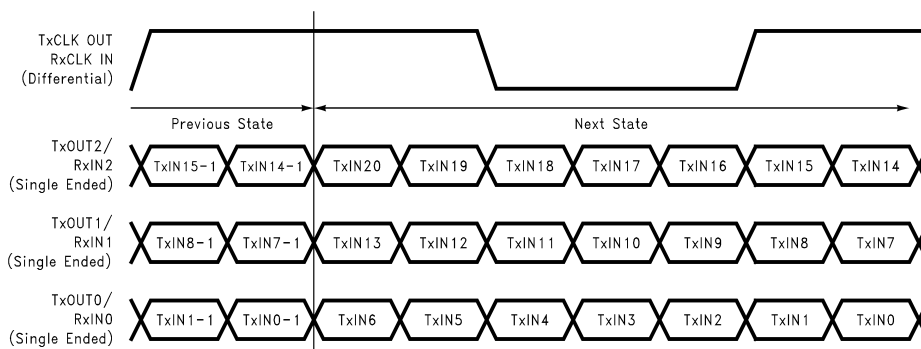 TxCLK OUT
RxCLK IN
(Differential)
Previous State
Next State
TxOUT2/
RxIN2
(Single Ended)
TxIN15-1 TxIN14-1 TxIN20 TxIN19 TxIN18 TxIN17 TxIN16 TxIN15 TxIN14
TxOUT1/
RxIN1
(Single Ended)
TxIN8-1 TxIN7-1 TxIN13 TxIN12 TxIN11 TxIN10 TxIN9 TxIN8 TxIN7
TxOUT0/
RxIN0
(Single Ended)
TxIN1-1 TxIN0-1 TxIN6 TxIN5 TxIN4 TxIN3 TxIN2 TxIN1 TxIN0